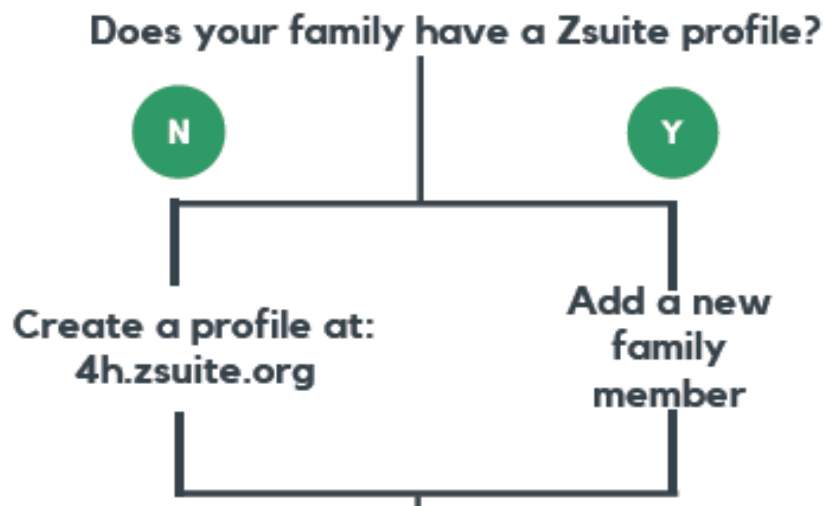 Does your family have a Zsuite profile?
N
Y
Create a profile at:
4h.zsuite.org
Add a new
family
member